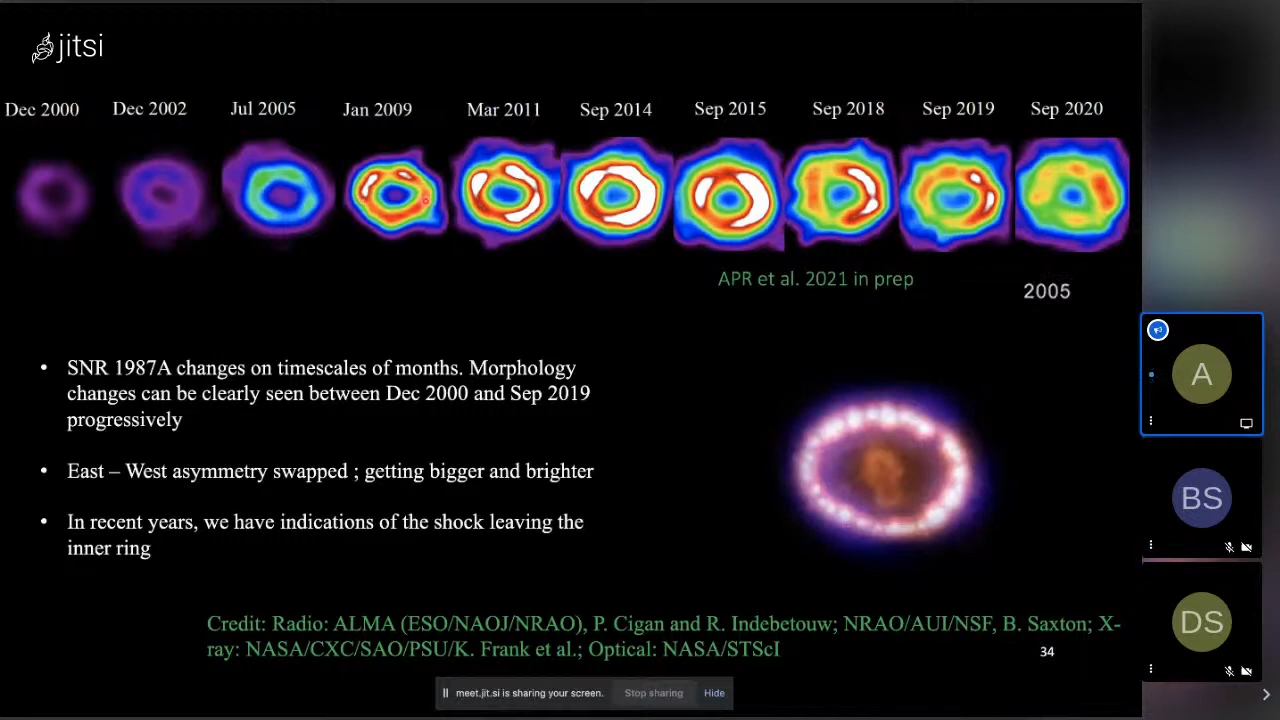 jitsi
Dec 2000 Dec 2002 Jul 2005 Jan 2009 Mar 2011 Sep 2014 Sep 2015 Sep 2018 Sep 2019 Sep 2020
APR et al. 2021 in prep
2005
• SNR 1987A changes on timescales of months. Morphology
changes can be clearly seen between Dec 2000 and Sep 2019
progressively
• East – West asymmetry swapped ; getting bigger and brighter
• In recent years, we have indications of the shock leaving the
inner ring
Credit: Radio: ALMA (ESO/NAOJ/NRAO), P. Cigan and R. Indebetouw; NRAO/AUI/NSF, B. Saxton; X-
ray: NASA/CXC/SAO/PSU/K. Frank et al.; Optical: NASA/STScI
34
meet.jit.si is sharing your screen. Stop sharing Hide
A
BS
DS